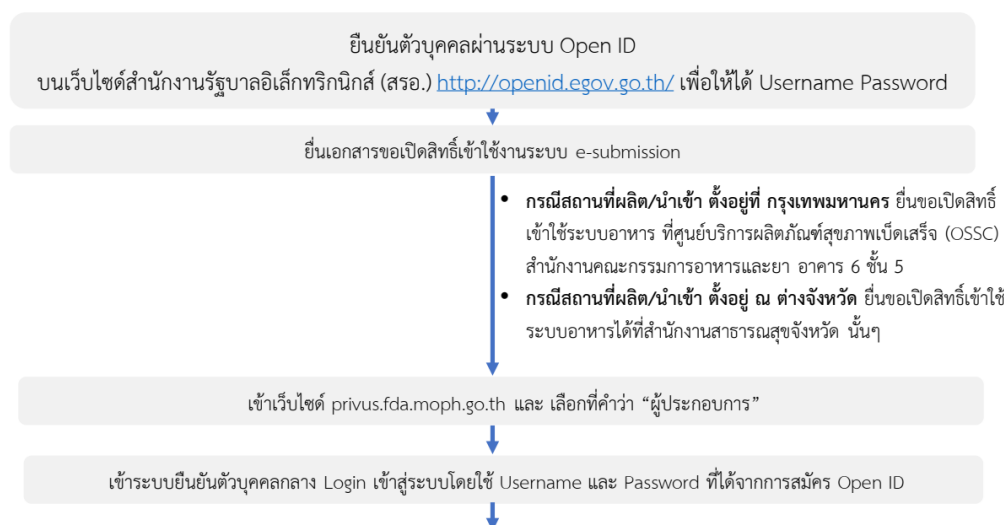 ยืนยันตัวบุคคลผ่านระบบ Open ID
บนเว็บไซด์สำนักงานรัฐบาลอิเล็กทริกนิกส์ (สรอ.) http://openid.egov.go.th/ เพื่อให้ได้ Username Password
ยื่นเอกสารขอเปิดสิทธิ์เข้าใช้งานระบบ e-submission
• กรณีสถานที่ผลิต/นำเข้า ตั้งอยู่ที่ กรุงเทพมหานคร ยื่นขอเปิดสิทธิ์
เข้าใช้ระบบอาหาร ที่ศูนย์บริการผลิตภัณฑ์สุขภาพเบ็ดเสร็จ (OSSC)
สำนักงานคณะกรรมการอาหารและยา อาคาร 6 ชั้น 5
• กรณีสถานที่ผลิต/นำเข้า ตั้งอยู่ ณ ต่างจังหวัด ยื่นขอเปิดสิทธิ์เข้าใช้
ระบบอาหารได้ที่สำนักงานสาธารณสุขจังหวัด นั้นๆ
เข้าเว็บไซด์ privus.fda.moph.go.th และ เลือกที่คำว่า “ผู้ประกอบการ”
เข้าระบบยืนยันตัวบุคคลกลาง Login เข้าสู่ระบบโดยใช้ Username และ Password ที่ได้จากการสมัคร Open ID